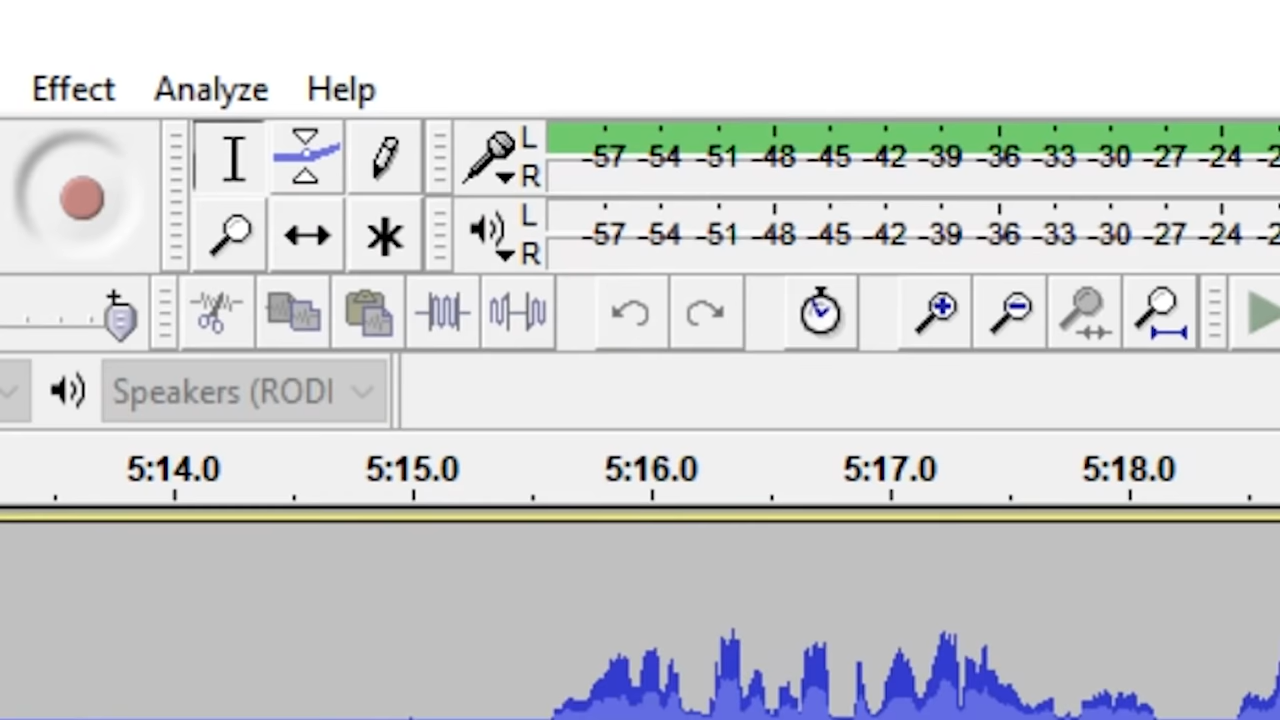 Effect Analyze Help
L
-57 -54 -51 -48 -45 -42 -39 -36 -33 -30 -27 -24
R
L
-57 -54 -51 -48 -45 -42 -39 -36 -33 -30 -27 -24
R
Speakers (RODI
5:14.0 5:15.0 5:16.0 5:17.0 5:18.0